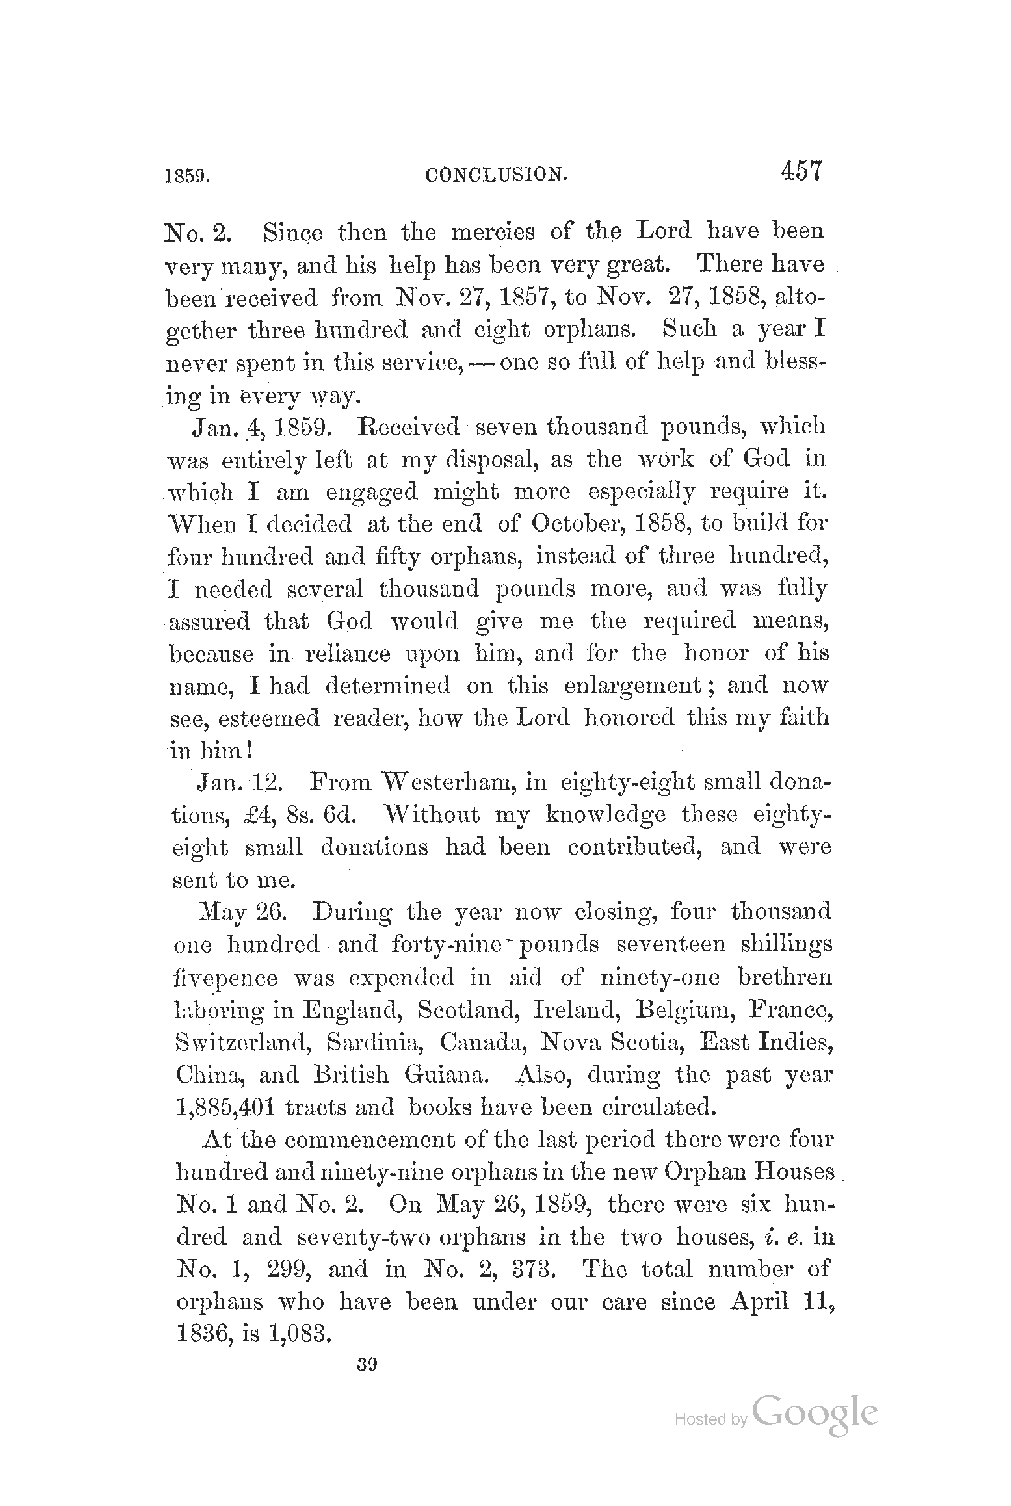 1859. CONCLUSION. 457
No. 2. Since then the mercies of the Lord have been
very many, and his help has been very great. There have
been received from Nov. 27, 1857, to Nov. 27, 1858, alto-
gether three hundred and eight orphans. Such a year I
never spent in this service,—one so full of help and bless-
ing in every way.
Jan. 4, 1859. Received seven thousand pounds, which
was entirely left at my disposal, as the work of God in
which I am engaged might more especially require it.
When I decided at the end of October, 1858, to build for
four hundred and fifty orphans, instead of three hundred,
I needed several thousand pounds more, and was fully
assured that God would give me the required means,
because in reliance upon him, and for the honor of his
name, I had determined on this enlargement; and now
see, esteemed reader, how the Lord honored this my faith
in him!
Jan. 12. From Westerham, in eighty-eight small dona-
tions, £4, 8s. 6d. Without my knowledge these eighty-
eight small donations had been contributed, and were
sent to me.
May 26. During the year now closing, four thousand
one hundred and forty-nine pounds seventeen shillings
fivepence was expended in aid of ninety-one brethren
laboring in England, Scotland, Ireland, Belgium, France,
Switzerland, Sardinia, Canada, Nova Scotia, East Indies,
China, and British Guiana. Also, during the past year
1,885,401 tracts and books have been circulated.
At the commencement of the last period there were four
hundred and ninety-nine orphans in the new Orphan Houses
No. 1 and No. 2. On May 26, 1859, there were six hun-
dred and seventy-two orphans in the two houses, i. e. in
No. 1, 299, and in No. 2, 373. The total number of
orphans who have been under our care since April 11,
1836, is 1,083.
39
Hosted by Google